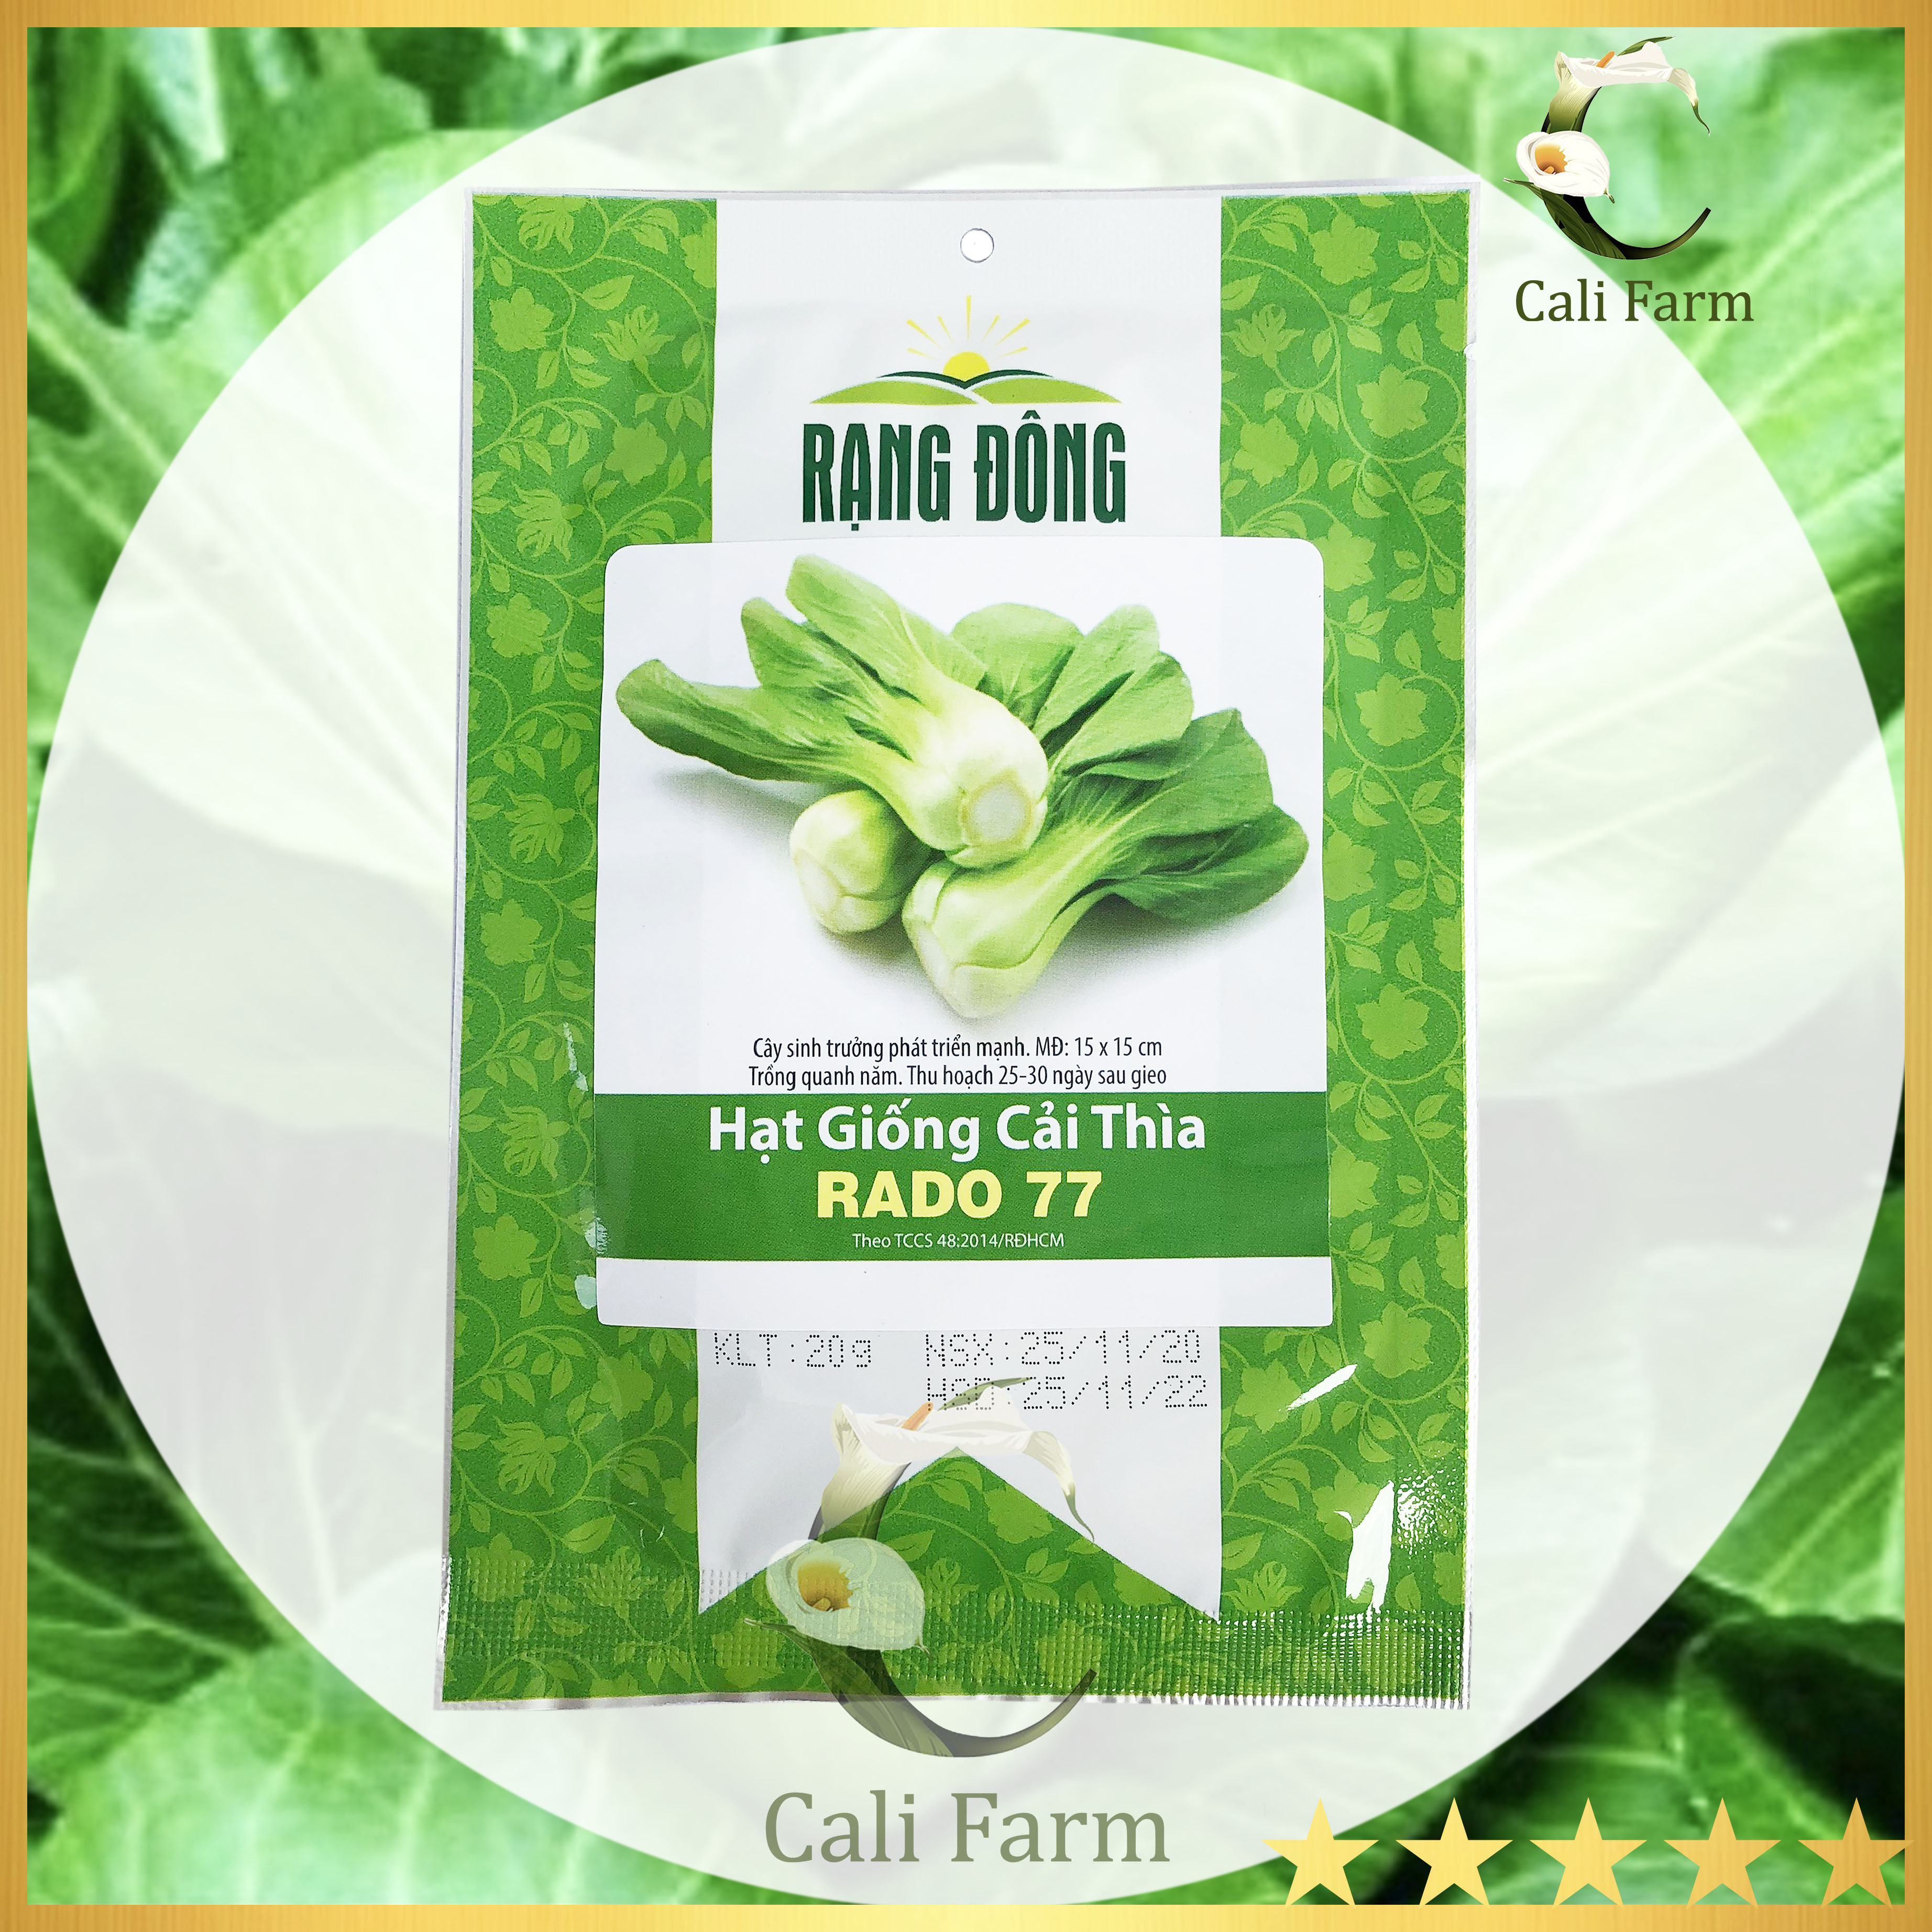 Cali Farm
RẠNG ĐÔNG
Cây sinh trưởng phát triển mạnh. MĐ: 15 x 15 cm
Trồng quanh năm. Thu hoạch 25-30 ngày sau gieo
Hạt Giống Cải Thìa
RADO 77
Theo TCCS 48:2014/RĐHCM
KLT:20g NSX:25/11/20
HSD:25/11/22
Cali Farm